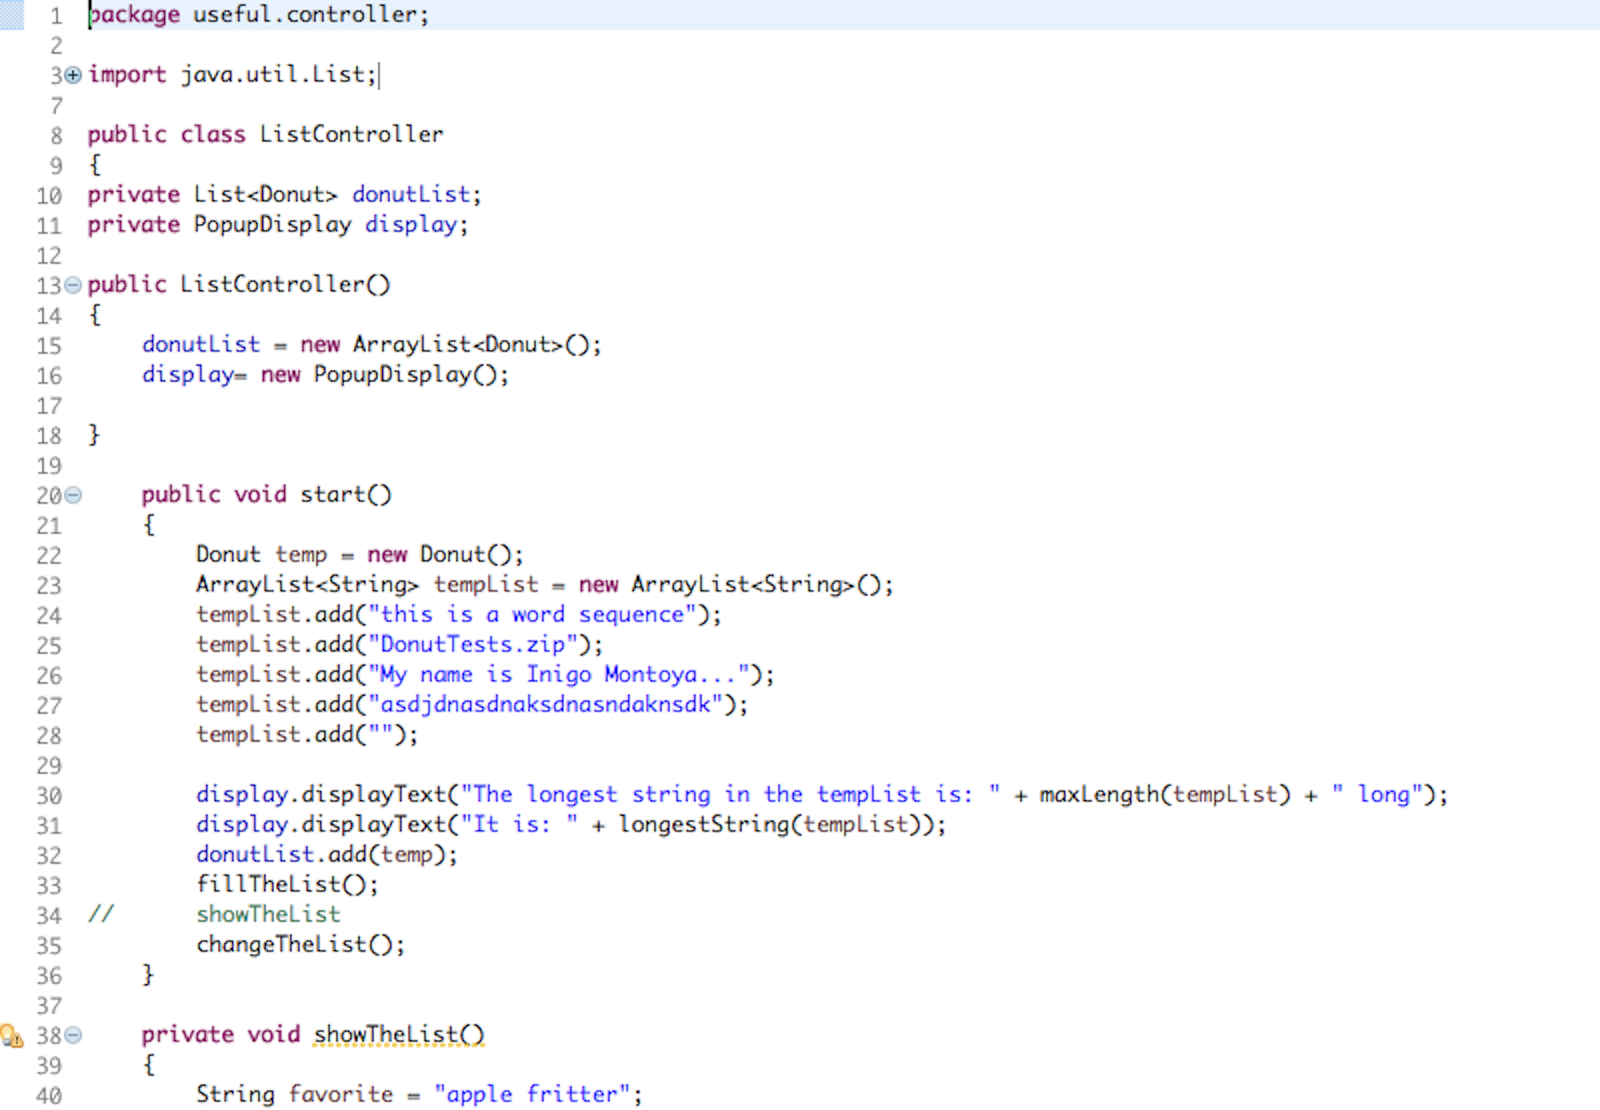 1 package useful.controller;
2
3 import java.util.List;
7
8 public class ListController
9 {
10 private List<Donut> donutList;
11 private PopupDisplay display;
12
13 public ListController()
14 {
15 donutList = new ArrayList<Donut>();
16 display= new PopupDisplay();
17
18 }
19
20 public void start()
21 {
22 Donut temp = new Donut();
23 ArrayList<String> tempList = new ArrayList<String>();
24 tempList.add("this is a word sequence");
25 tempList.add("DonutTests.zip");
26 tempList.add("My name is Inigo Montoya...");
27 tempList.add("asdjdnasdnaksdnasndaknsdk");
28 tempList.add("");
29
30 display.displayText("The longest string in the tempList is: " + maxLength(tempList) + " long");
31 display.displayText("It is: " + longestString(tempList));
32 donutList.add(temp);
33 fillTheList();
34 // showTheList
35 changeTheList();
36 }
37
38 private void showTheList()
39 {
40 String favorite = "apple fritter";